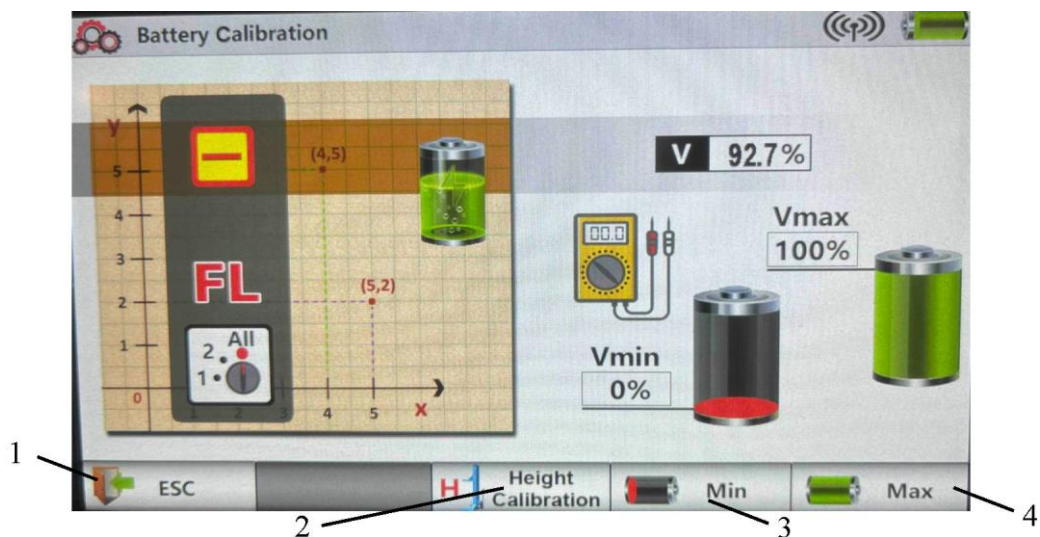 Battery Calibration
y
(4,5)
5
4
3
FL
(5,2)
2
All
2
1
1
0
1 2 3 4 5 x
V 92.7%
00.0
Vmax
100%
Vmin
0%
1
ESC
H
Height
Calibration
Min
Max
2
3
4